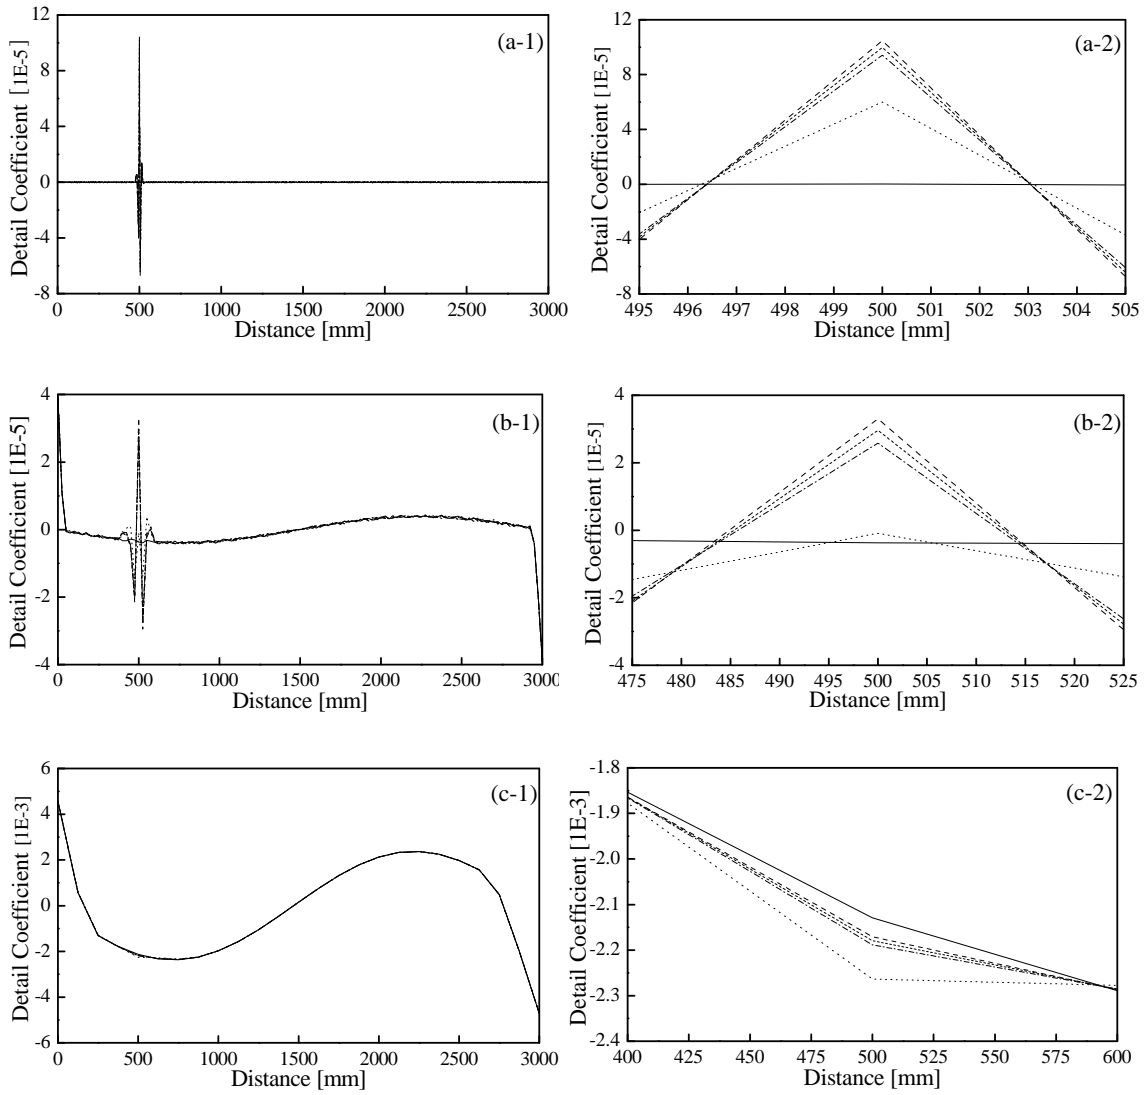 12
8
4
0
-4
-8
Detail Coefficient [1E-5]
(a-1)
0 500 1000 1500 2000 2500 3000
Distance [mm]
12
10
8
6
4
2
0
-2
-4
-6
-8
Detail Coefficient [1E-5]
(a-2)
495 496 497 498 499 500 501 502 503 504 505
Distance [mm]
4
2
0
-2
-4
Detail Coefficient [1E-5]
(b-1)
0 500 1000 1500 2000 2500 3000
Distance [mm]
4
2
0
-2
-4
Detail Coefficient [1E-5]
(b-2)
475 480 485 490 495 500 505 510 515 520 525
Distance [mm]
6
4
2
0
-2
-4
-6
Detail Coefficient [1E-3]
(c-1)
0 500 1000 1500 2000 2500 3000
Distance [mm]
-1.8
-1.9
-2.0
-2.1
-2.2
-2.3
-2.4
Detail Coefficient [1E-3]
(c-2)
400 425 450 475 500 525 550 575 600
Distance [mm]